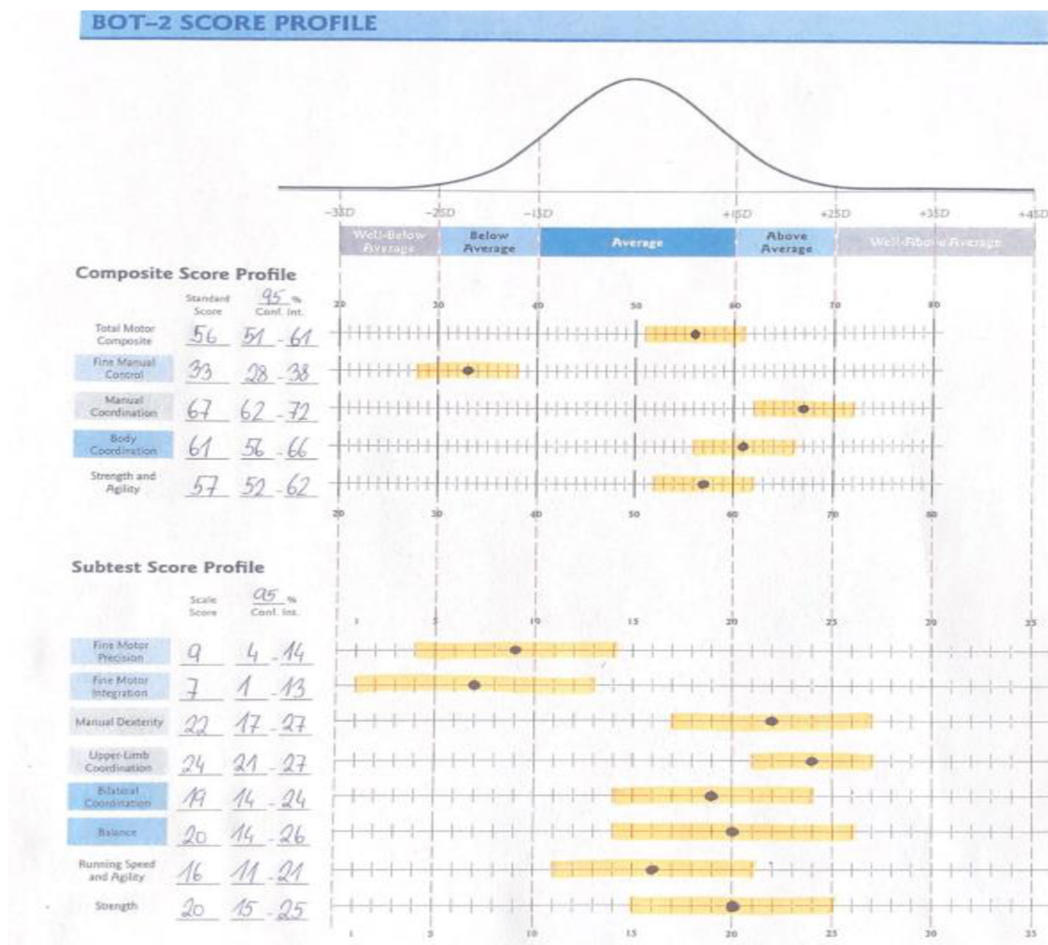 BOT–2 SCORE PROFILE
-3SD -2SD -1SD +1SD +2SD +3SD +4SD
Well-Below Average Below Average Average Above Average Well-Above Average
Composite Score Profile
Standard Score 95 % Conf. Int.
20 30 40 50 60 70 80
Total Motor Composite 56 51 - 61
Fine Manual Control 33 28 - 38
Manual Coordination 67 62 - 72
Body Coordination 61 56 - 66
Strength and Agility 57 52 - 62
20 30 40 50 60 70 80
Subtest Score Profile
Scale Score 95 % Conf. Int.
1 5 10 15 20 25 30 35
Fine Motor Precision 9 4 - 14
Fine Motor Integration 7 1 - 13
Manual Dexterity 22 17 - 27
Upper-Limb Coordination 24 21 - 27
Bilateral Coordination 19 14 - 24
Balance 20 14 - 26
Running Speed and Agility 16 11 - 21
Strength 20 15 - 25
1 5 10 15 20 25 30 35